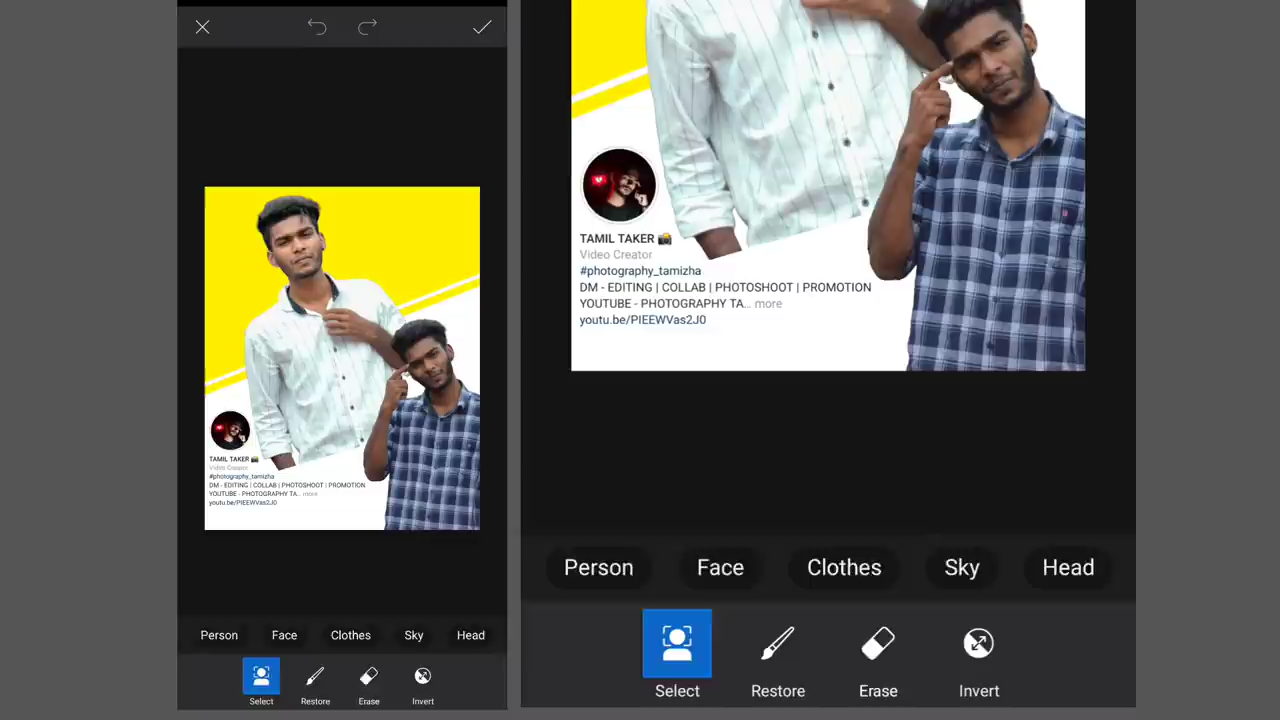 TAMIL TAKER 📸
Video Creator
#photography_tamizha
DM - EDITING | COLLAB | PHOTOSHOOT | PROMOTION
YOUTUBE - PHOTOGRAPHY TA... more
youtu.be/PIEEWVas2J0
Person Face Clothes Sky Head
Select Restore Erase Invert
TAMIL TAKER 📸
Video Creator
#photography_tamizha
DM - EDITING | COLLAB | PHOTOSHOOT | PROMOTION
YOUTUBE - PHOTOGRAPHY TA... more
youtu.be/PIEEWVas2J0
Person Face Clothes Sky Head
Select Restore Erase Invert